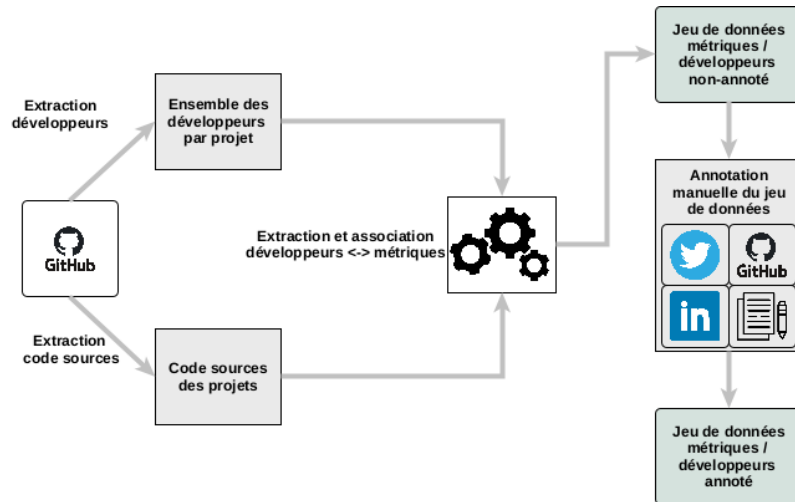 Extraction
développeurs
Ensemble des
développeurs
par projet
GitHub
Extraction
code sources
Code sources
des projets
Extraction et association
développeurs <-> métriques
Jeu de données
métriques /
développeurs
non-annoté
Annotation
manuelle du jeu
de données
GitHub
in
Jeu de données
métriques /
développeurs
annoté